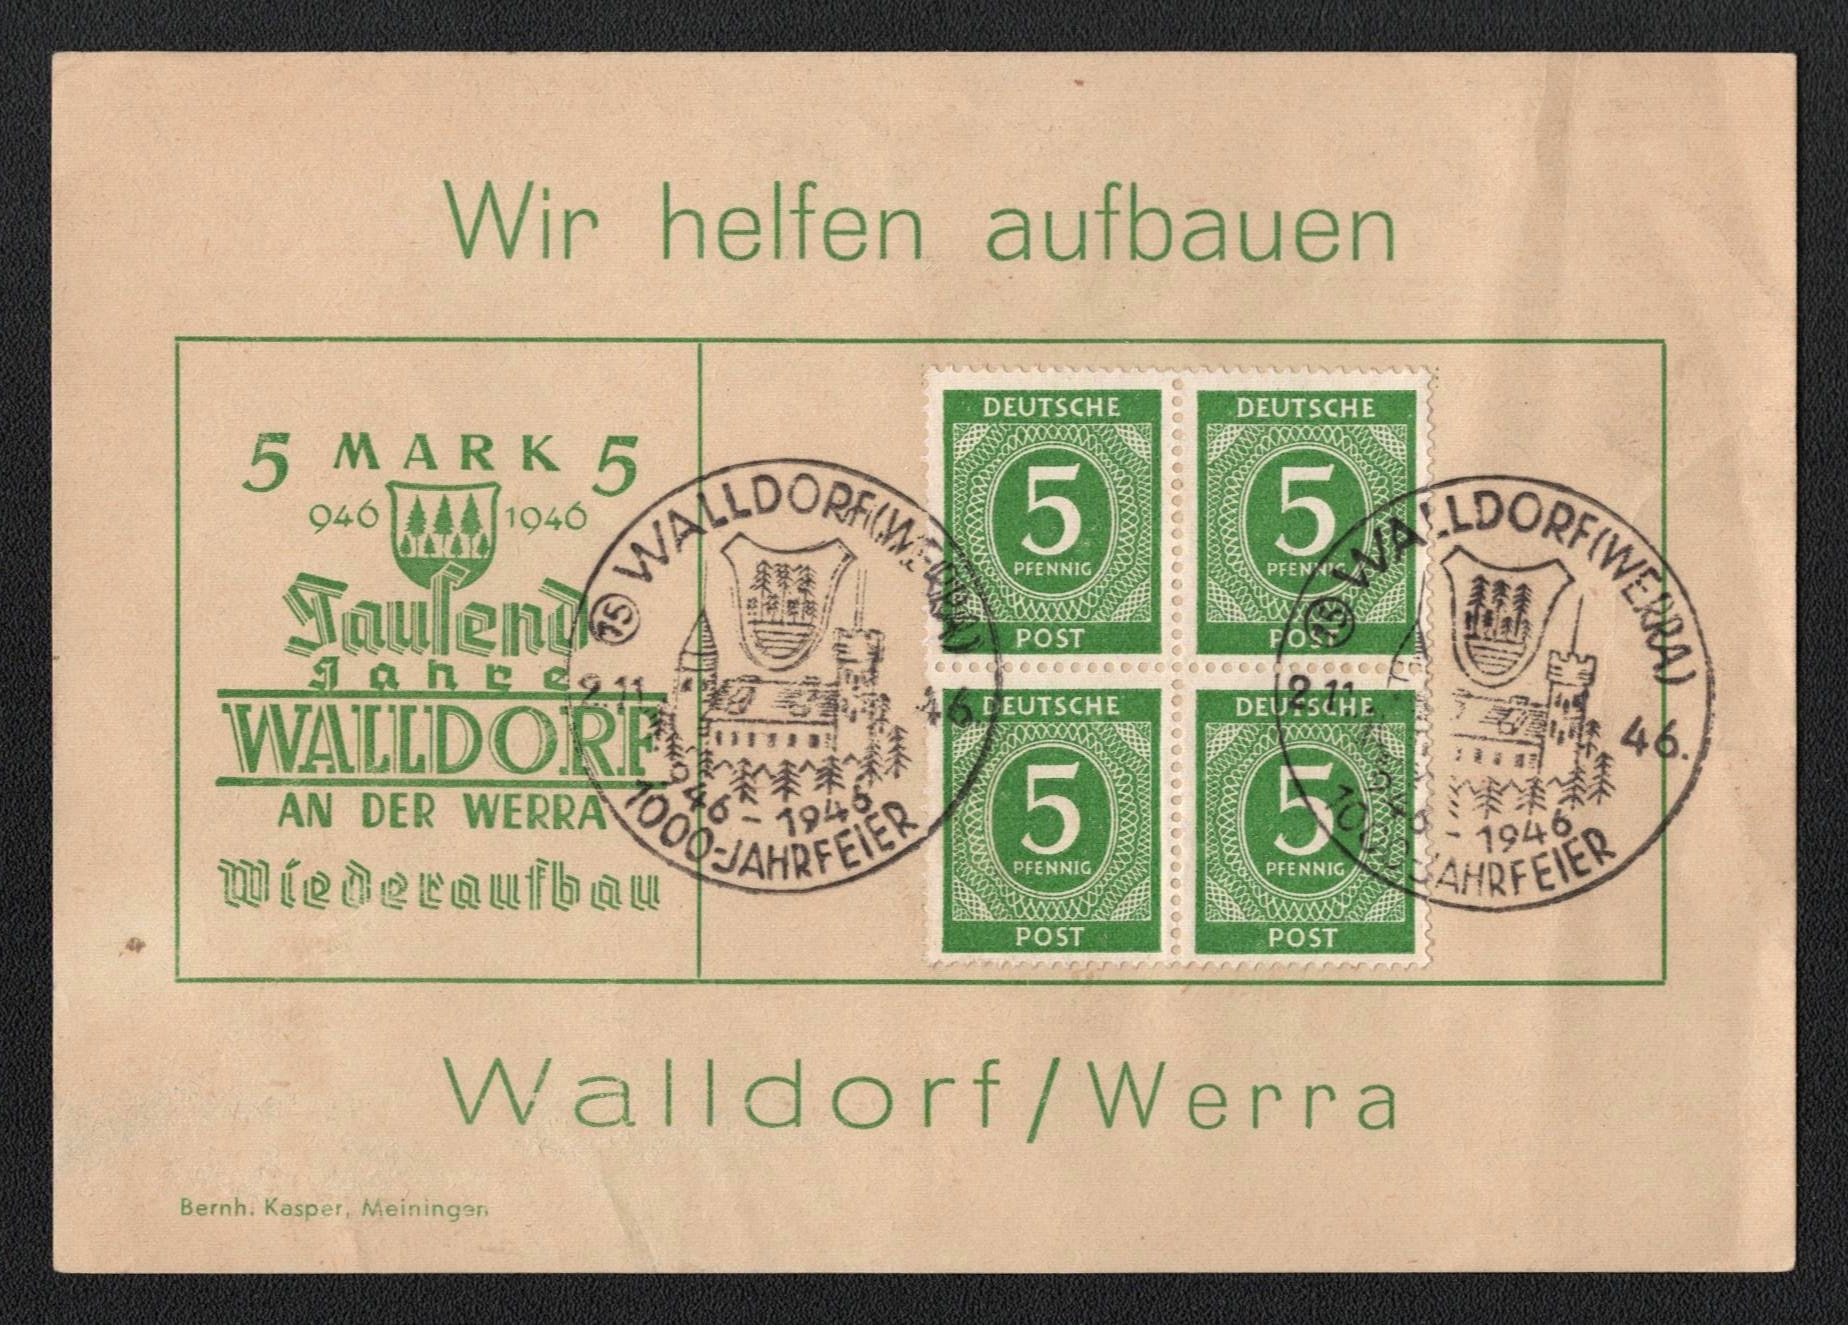 Wir helfen aufbauen
5 MARK 5
946 1946
Tausend
Jahre
WALLDORF
AN DER WERRA
Wiederaufbau
DEUTSCHE
5
PFENNIG
POST
DEUTSCHE
5
PFENNIG
POST
DEUTSCHE
5
PFENNIG
POST
DEUTSCHE
5
PFENNIG
POST
15 WALLDORF (WERRA)
2.11. 46
946-1946
1000-JAHRFEIER
15 WALLDORF (WERRA)
2.11. 46.
946-1946
1000-JAHRFEIER
Walldorf/Werra
Bernh. Kasper, Meiningen